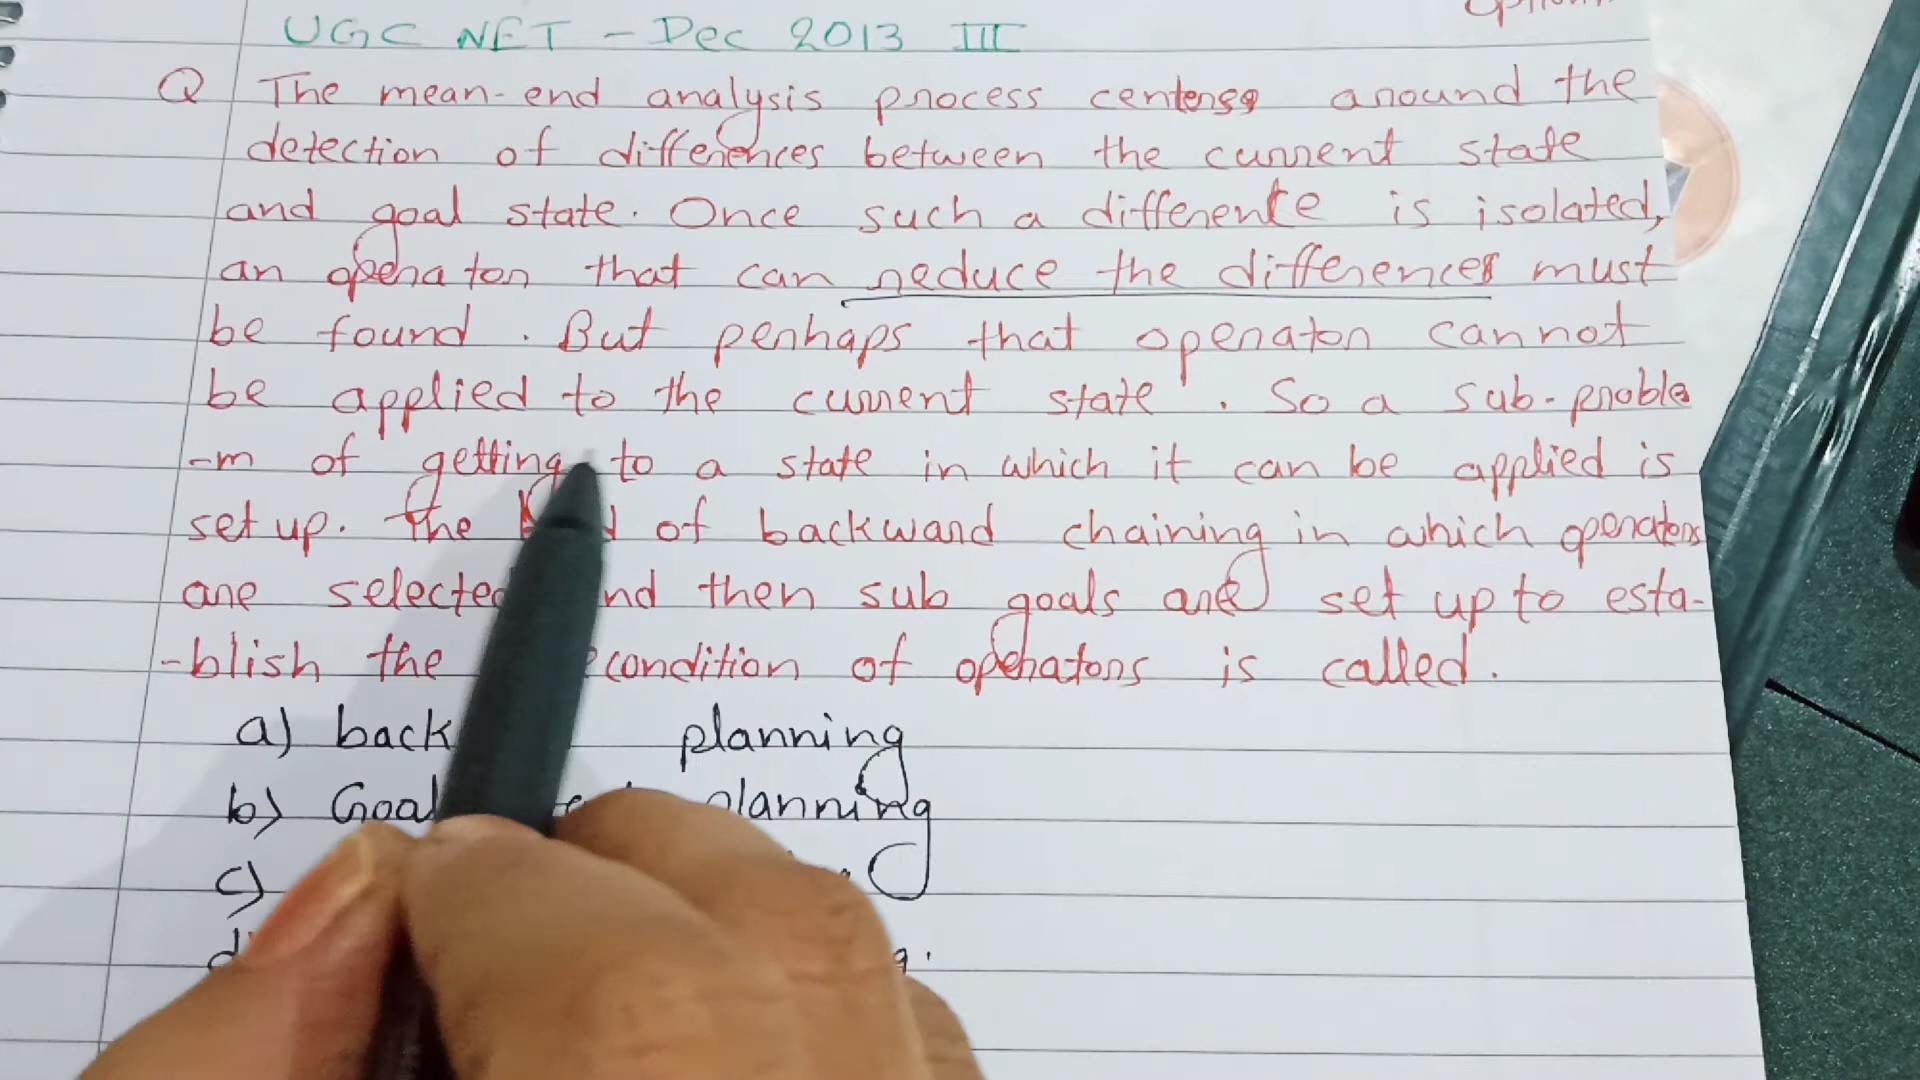 UGC NET - Dec 2013 III
Q The mean-end analysis process centers around the
detection of differences between the current state
and goal state. Once such a difference is isolated,
an operator that can reduce the differences must
be found. But perhaps that operator cannot
be applied to the current state. So a sub-proble
-m of getting to a state in which it can be applied is
set up. The of backward chaining in which operators
are selected then sub goals are set up to esta-
-blish the condition of operators is called.
a) back planning
b) Goal planning
c)